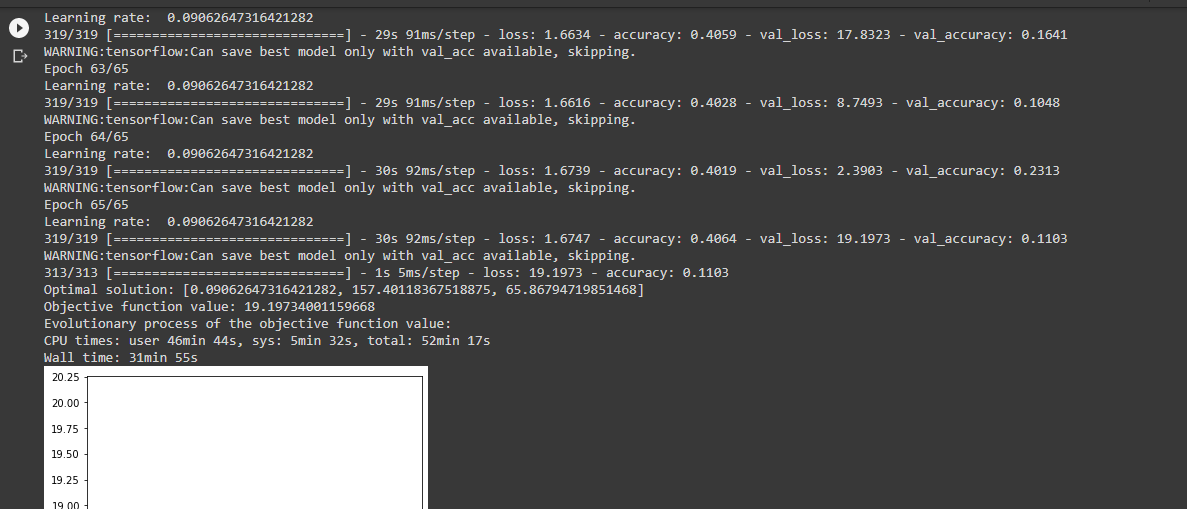 Learning rate:  0.09062647316421282
319/319 [==============================] - 29s 91ms/step - loss: 1.6634 - accuracy: 0.4059 - val_loss: 17.8323 - val_accuracy: 0.1641
WARNING:tensorflow:Can save best model only with val_acc available, skipping.
Epoch 63/65
Learning rate:  0.09062647316421282
319/319 [==============================] - 29s 91ms/step - loss: 1.6616 - accuracy: 0.4028 - val_loss: 8.7493 - val_accuracy: 0.1048
WARNING:tensorflow:Can save best model only with val_acc available, skipping.
Epoch 64/65
Learning rate:  0.09062647316421282
319/319 [==============================] - 30s 92ms/step - loss: 1.6739 - accuracy: 0.4019 - val_loss: 2.3903 - val_accuracy: 0.2313
WARNING:tensorflow:Can save best model only with val_acc available, skipping.
Epoch 65/65
Learning rate:  0.09062647316421282
319/319 [==============================] - 30s 92ms/step - loss: 1.6747 - accuracy: 0.4064 - val_loss: 19.1973 - val_accuracy: 0.1103
WARNING:tensorflow:Can save best model only with val_acc available, skipping.
313/313 [==============================] - 1s 5ms/step - loss: 19.1973 - accuracy: 0.1103
Optimal solution: [0.09062647316421282, 157.40118367518875, 65.86794719851468]
Objective function value: 19.19734001159668
Evolutionary process of the objective function value:
CPU times: user 46min 44s, sys: 5min 32s, total: 52min 17s
Wall time: 31min 55s
20.25
20.00
19.75
19.50
19.25
19.00